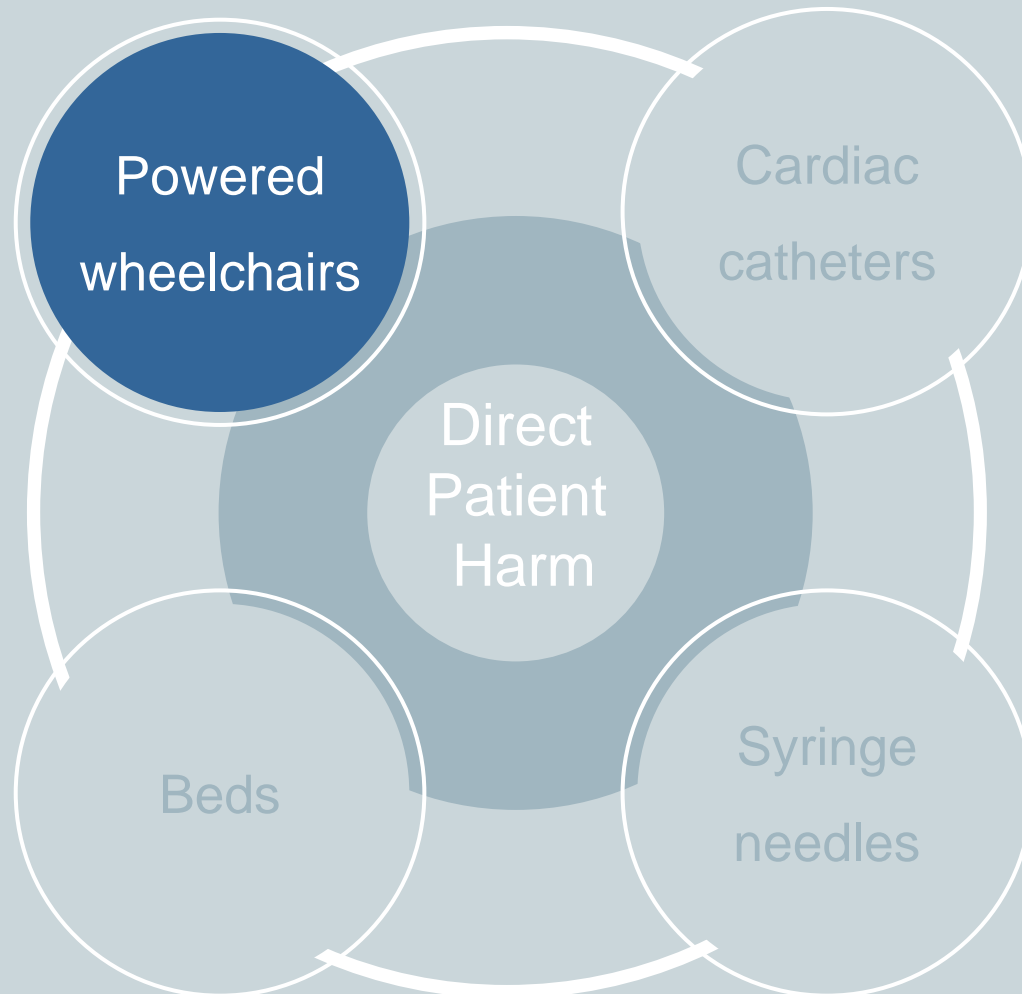 Powered
wheelchairs
Cardiac
catheters
Direct
Patient
Harm
Beds
Syringe
needles